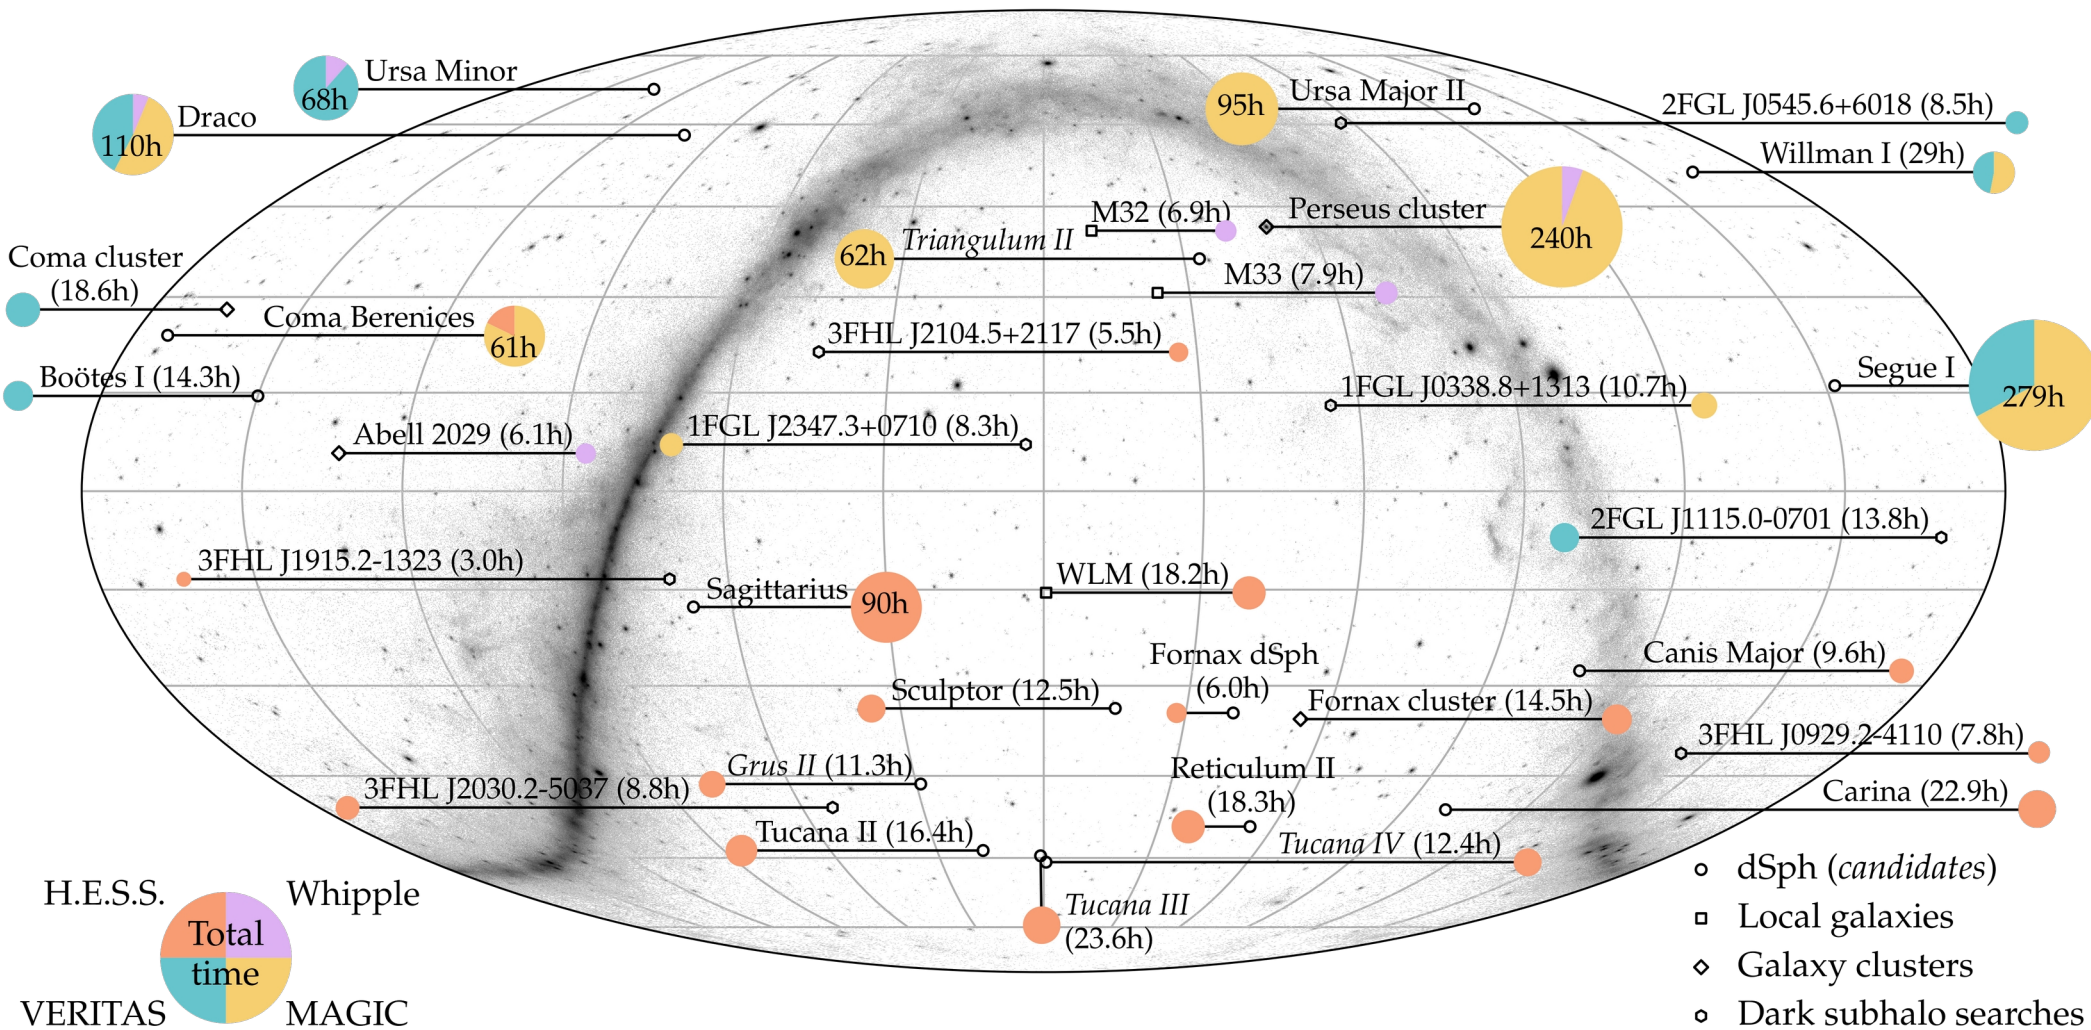 Ursa Minor
68h
Draco
110h
95h
Ursa Major II
2FGL J0545.6+6018 (8.5h)
Willman I (29h)
M32 (6.9h)
Perseus cluster
240h
Triangulum II
62h
M33 (7.9h)
Coma cluster
(18.6h)
Coma Berenices
61h
3FHL J2104.5+2117 (5.5h)
Boötes I (14.3h)
Segue I
279h
1FGL J0338.8+1313 (10.7h)
Abell 2029 (6.1h)
1FGL J2347.3+0710 (8.3h)
2FGL J1115.0-0701 (13.8h)
3FHL J1915.2-1323 (3.0h)
Sagittarius
90h
WLM (18.2h)
Fornax dSph
(6.0h)
Canis Major (9.6h)
Sculptor (12.5h)
Fornax cluster (14.5h)
3FHL J0929.2-4110 (7.8h)
Grus II (11.3h)
Reticulum II
(18.3h)
3FHL J2030.2-5037 (8.8h)
Carina (22.9h)
Tucana II (16.4h)
Tucana IV (12.4h)
Tucana III
(23.6h)
H.E.S.S.
Whipple
Total
time
VERITAS
MAGIC
dSph (candidates)
Local galaxies
Galaxy clusters
Dark subhalo searches